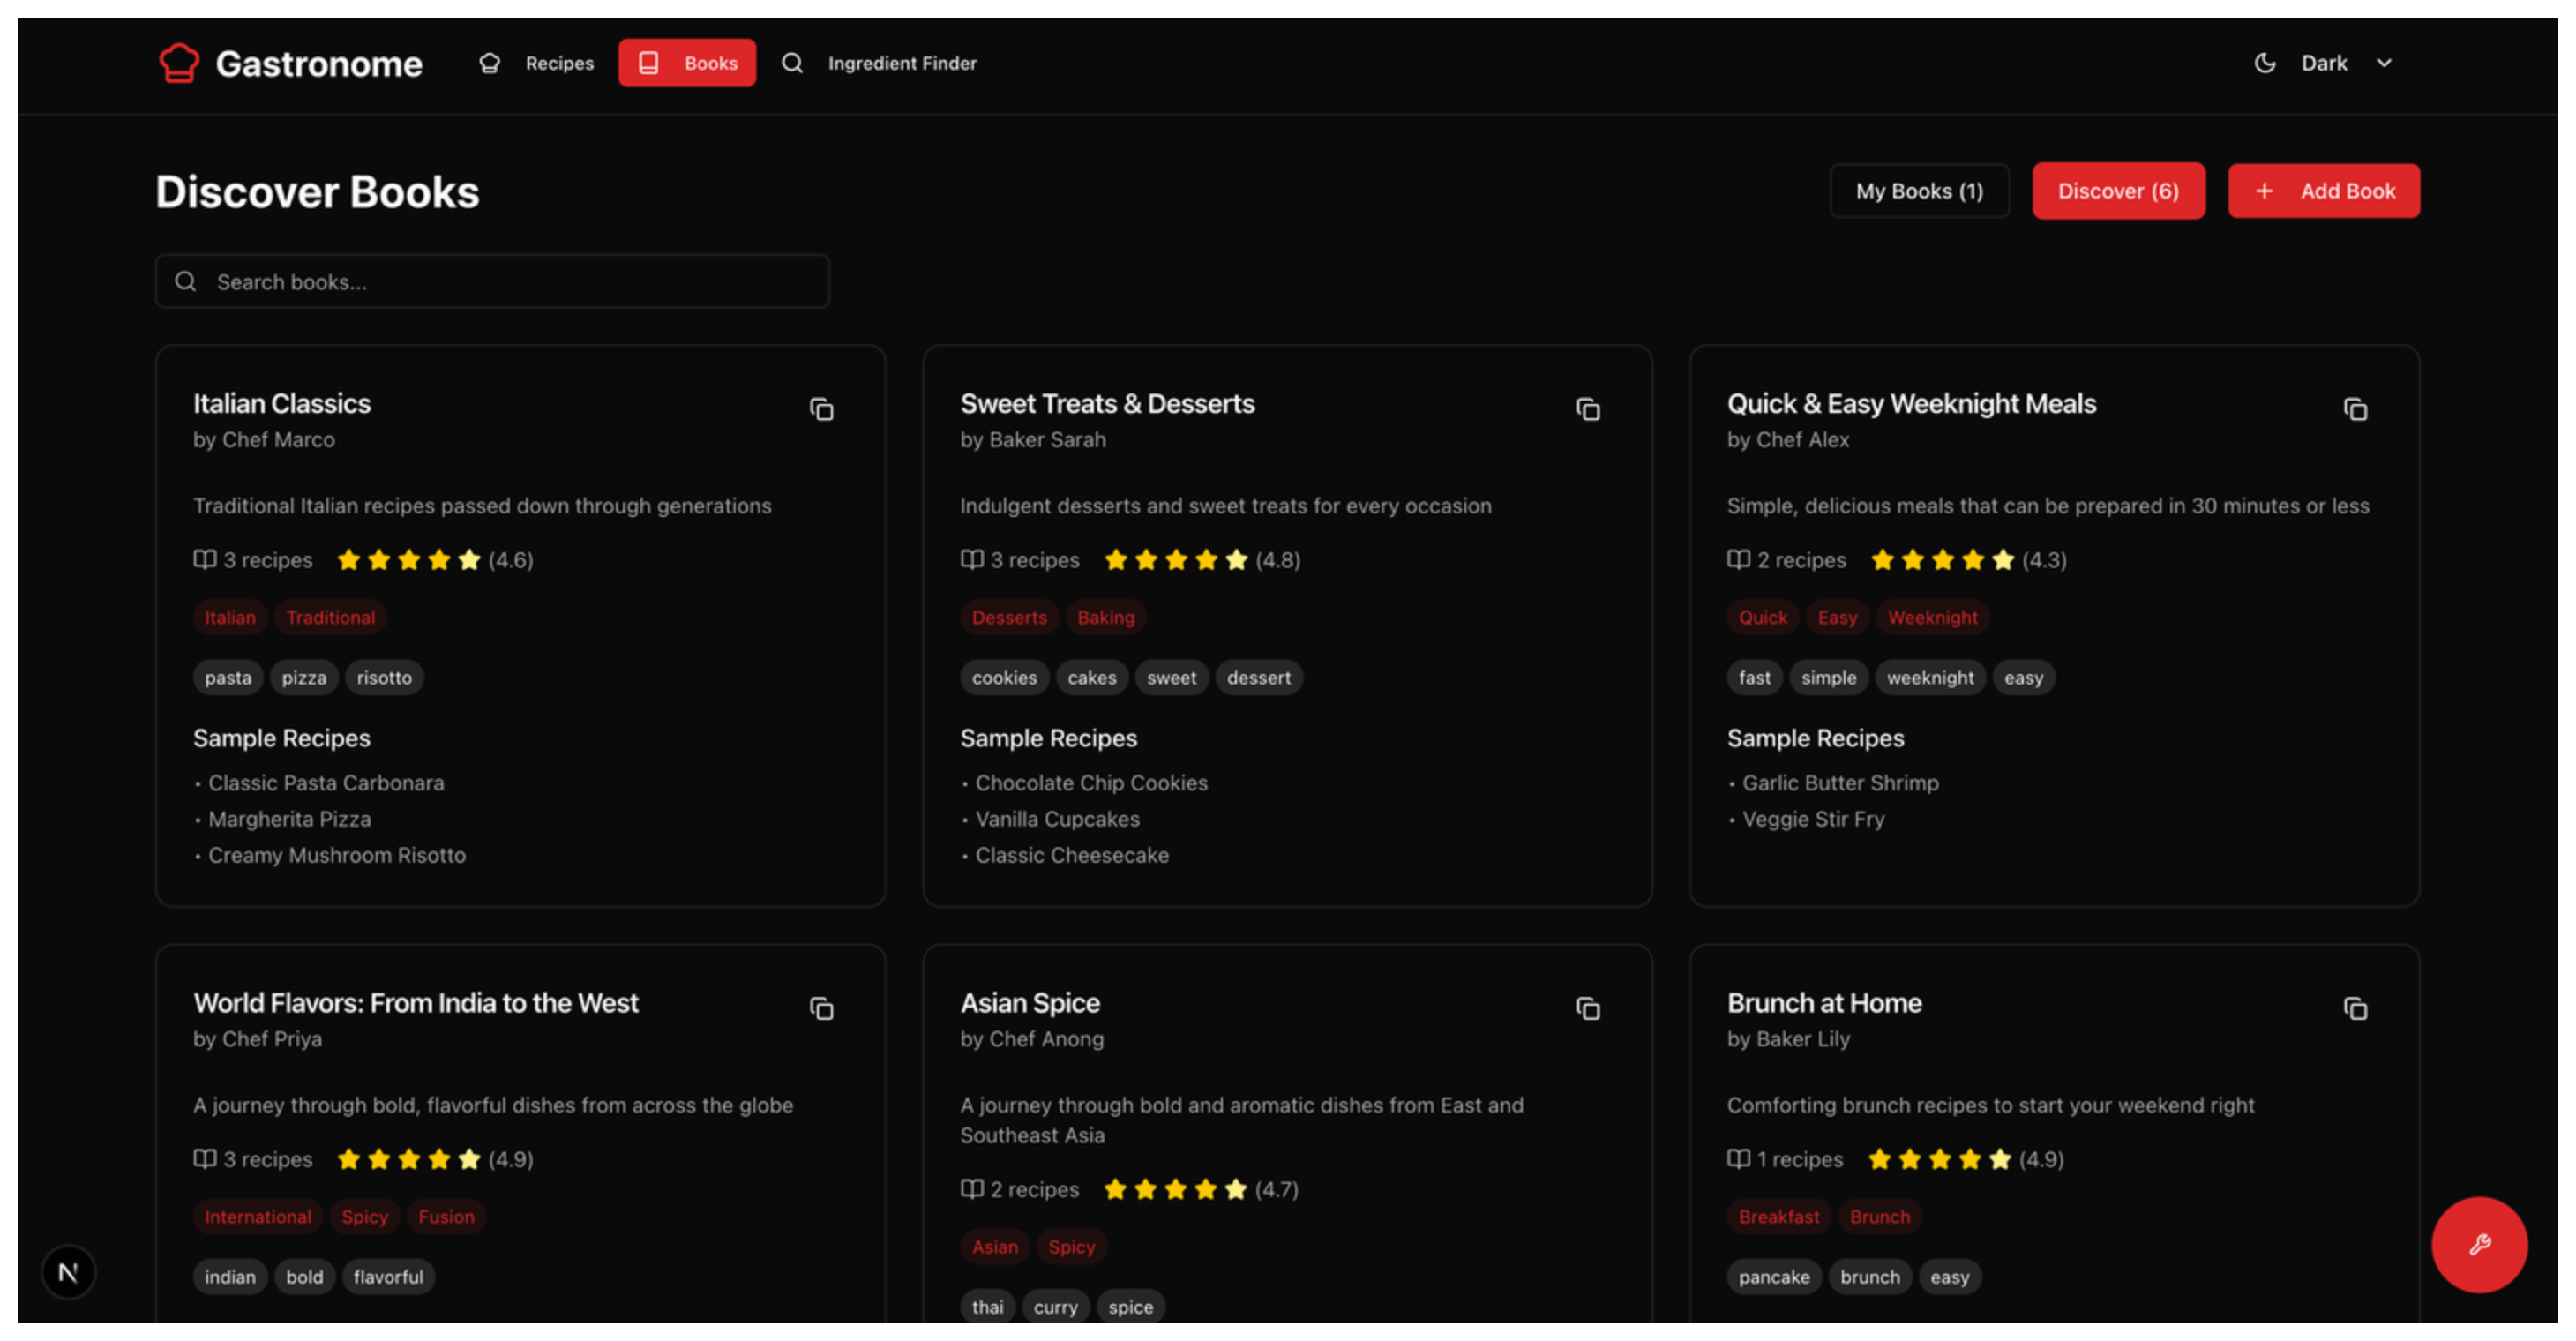 Gastronome Recipes Books Ingredient Finder Dark
Discover Books
My Books (1) Discover (6) + Add Book
Search books...
Italian Classics
by Chef Marco
Traditional Italian recipes passed down through generations
3 recipes (4.6)
Italian Traditional
pasta pizza risotto
Sample Recipes
• Classic Pasta Carbonara
• Margherita Pizza
• Creamy Mushroom Risotto
Sweet Treats & Desserts
by Baker Sarah
Indulgent desserts and sweet treats for every occasion
3 recipes (4.8)
Desserts Baking
cookies cakes sweet dessert
Sample Recipes
• Chocolate Chip Cookies
• Vanilla Cupcakes
• Classic Cheesecake
Quick & Easy Weeknight Meals
by Chef Alex
Simple, delicious meals that can be prepared in 30 minutes or less
2 recipes (4.3)
Quick Easy Weeknight
fast simple weeknight easy
Sample Recipes
• Garlic Butter Shrimp
• Veggie Stir Fry
World Flavors: From India to the West
by Chef Priya
A journey through bold, flavorful dishes from across the globe
3 recipes (4.9)
International Spicy Fusion
indian bold flavorful
Asian Spice
by Chef Anong
A journey through bold and aromatic dishes from East and
Southeast Asia
2 recipes (4.7)
Asian Spicy
thai curry spice
Brunch at Home
by Baker Lily
Comforting brunch recipes to start your weekend right
1 recipes (4.9)
Breakfast Brunch
pancake brunch easy
N